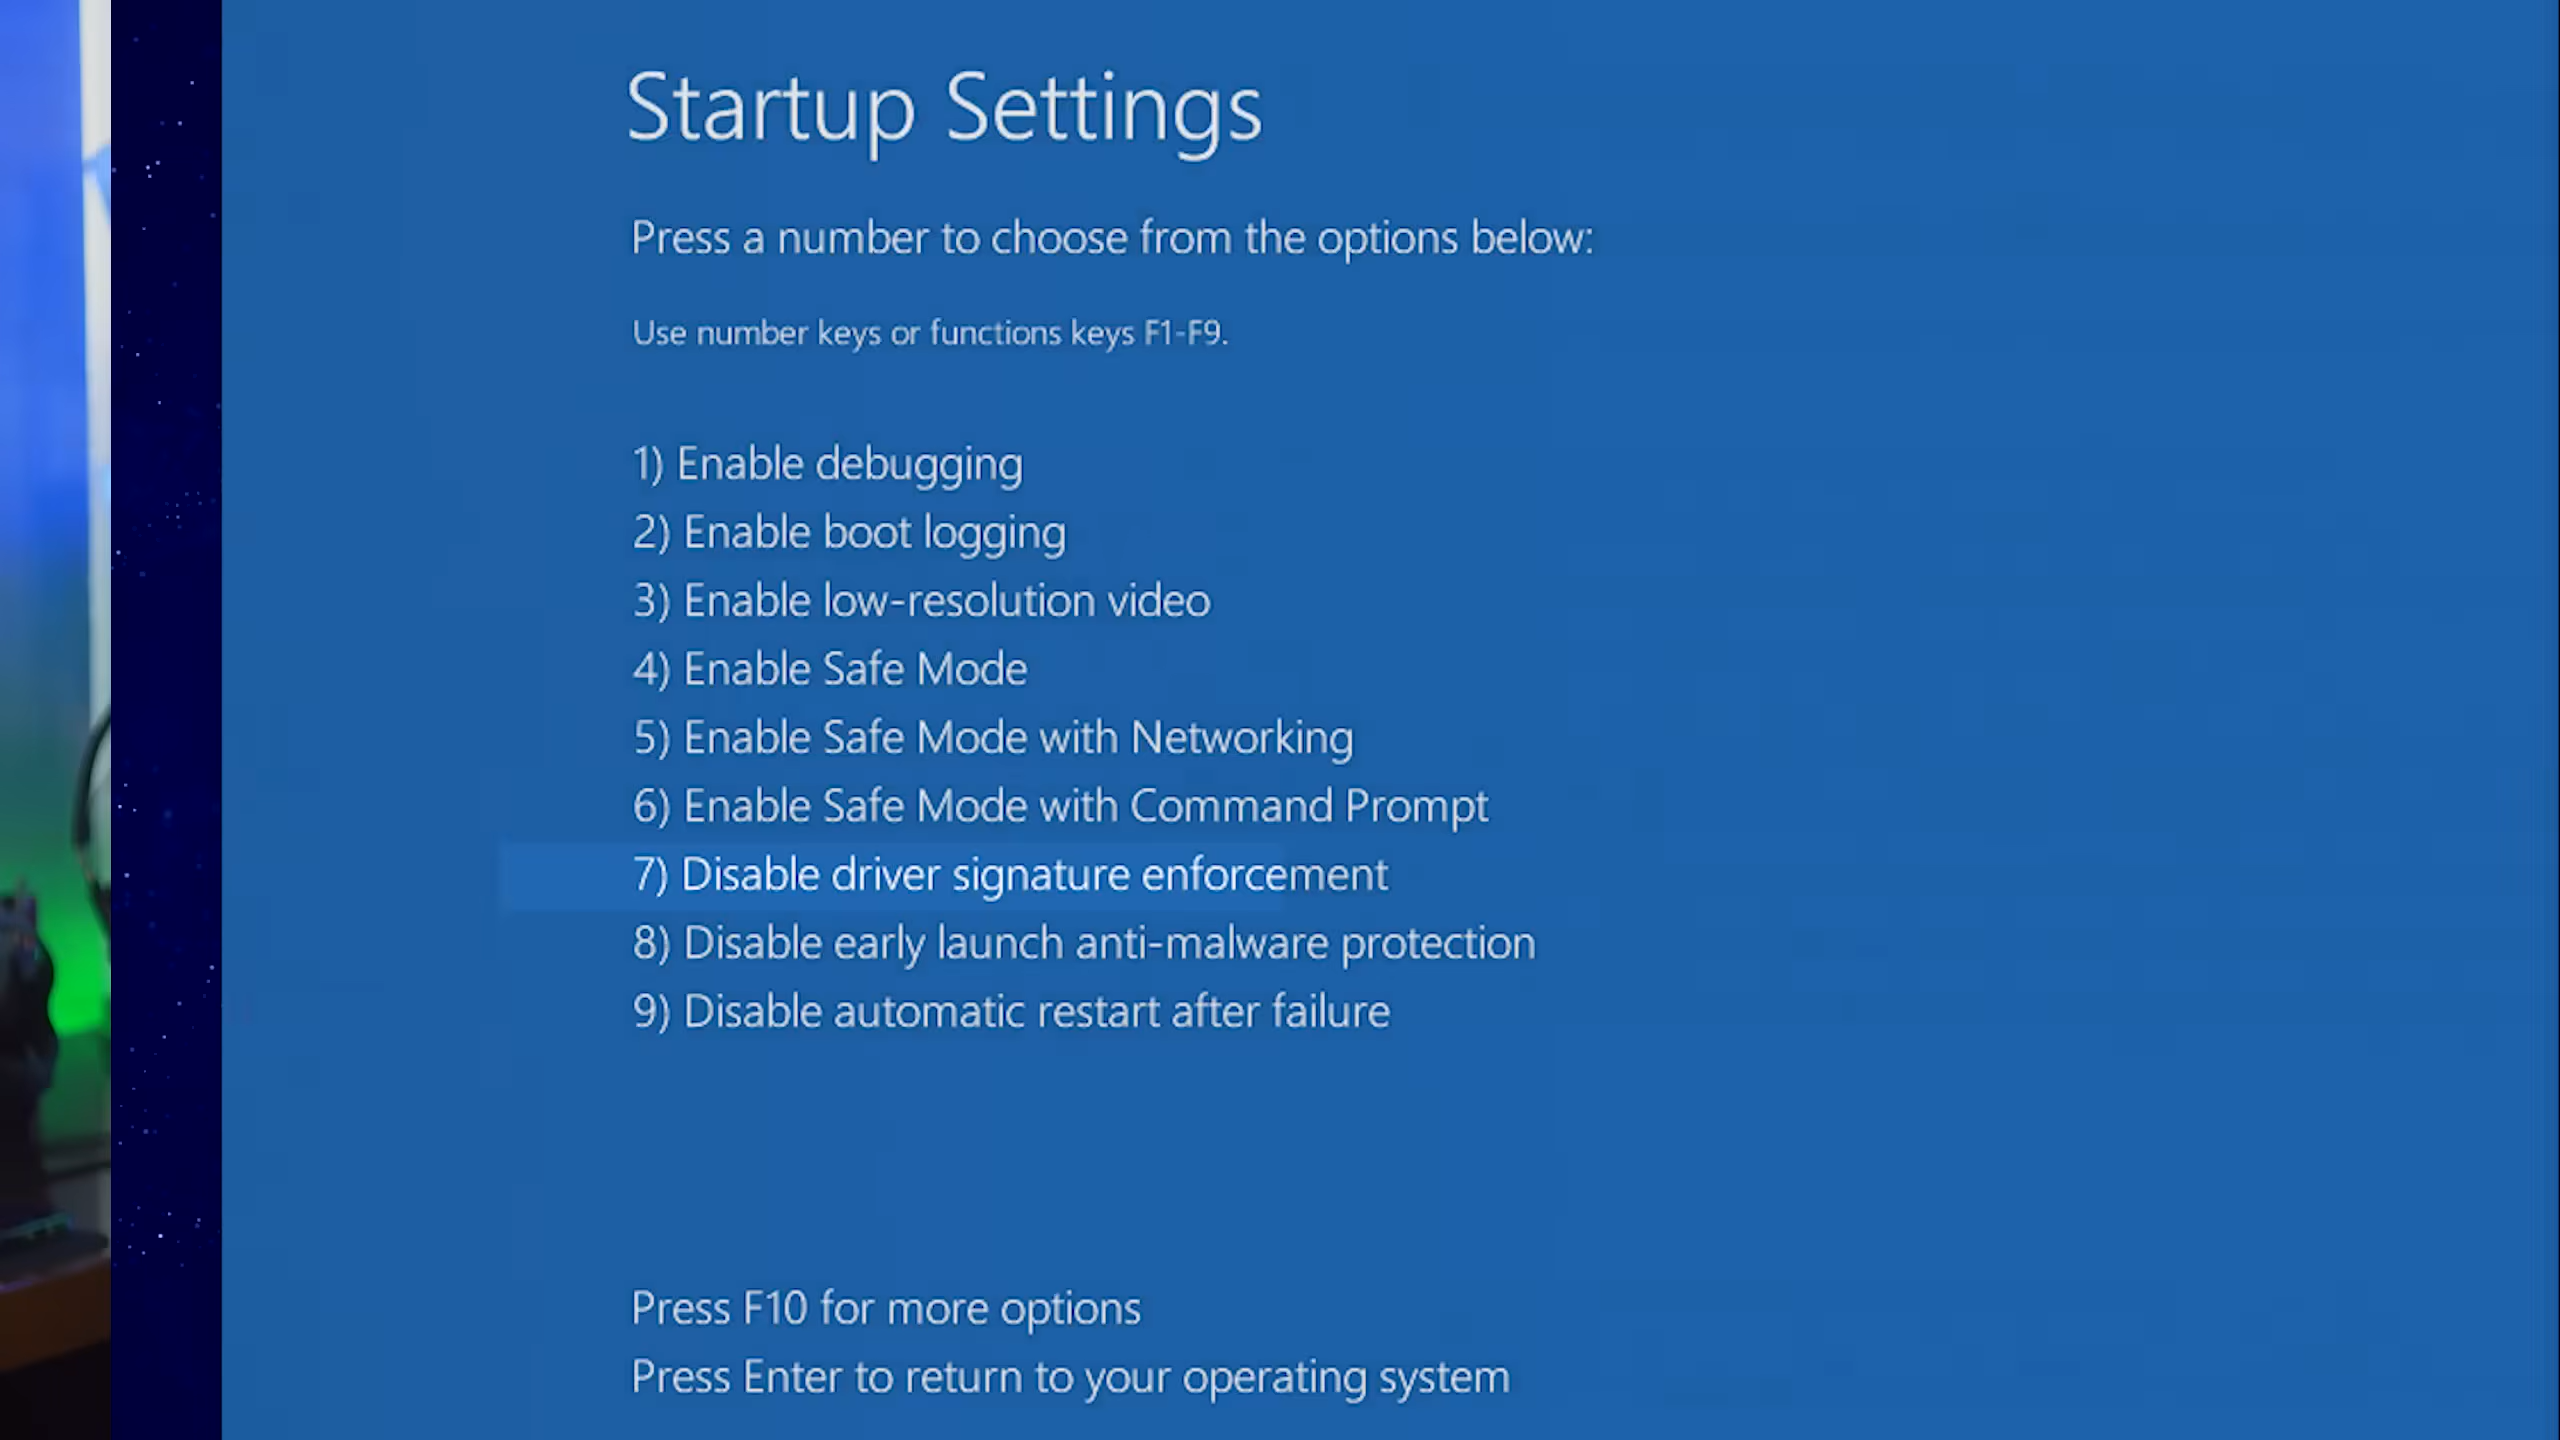 Startup Settings
Press a number to choose from the options below:
Use number keys or functions keys F1-F9.
1) Enable debugging
2) Enable boot logging
3) Enable low-resolution video
4) Enable Safe Mode
5) Enable Safe Mode with Networking
6) Enable Safe Mode with Command Prompt
7) Disable driver signature enforcement
8) Disable early launch anti-malware protection
9) Disable automatic restart after failure
Press F10 for more options
Press Enter to return to your operating system